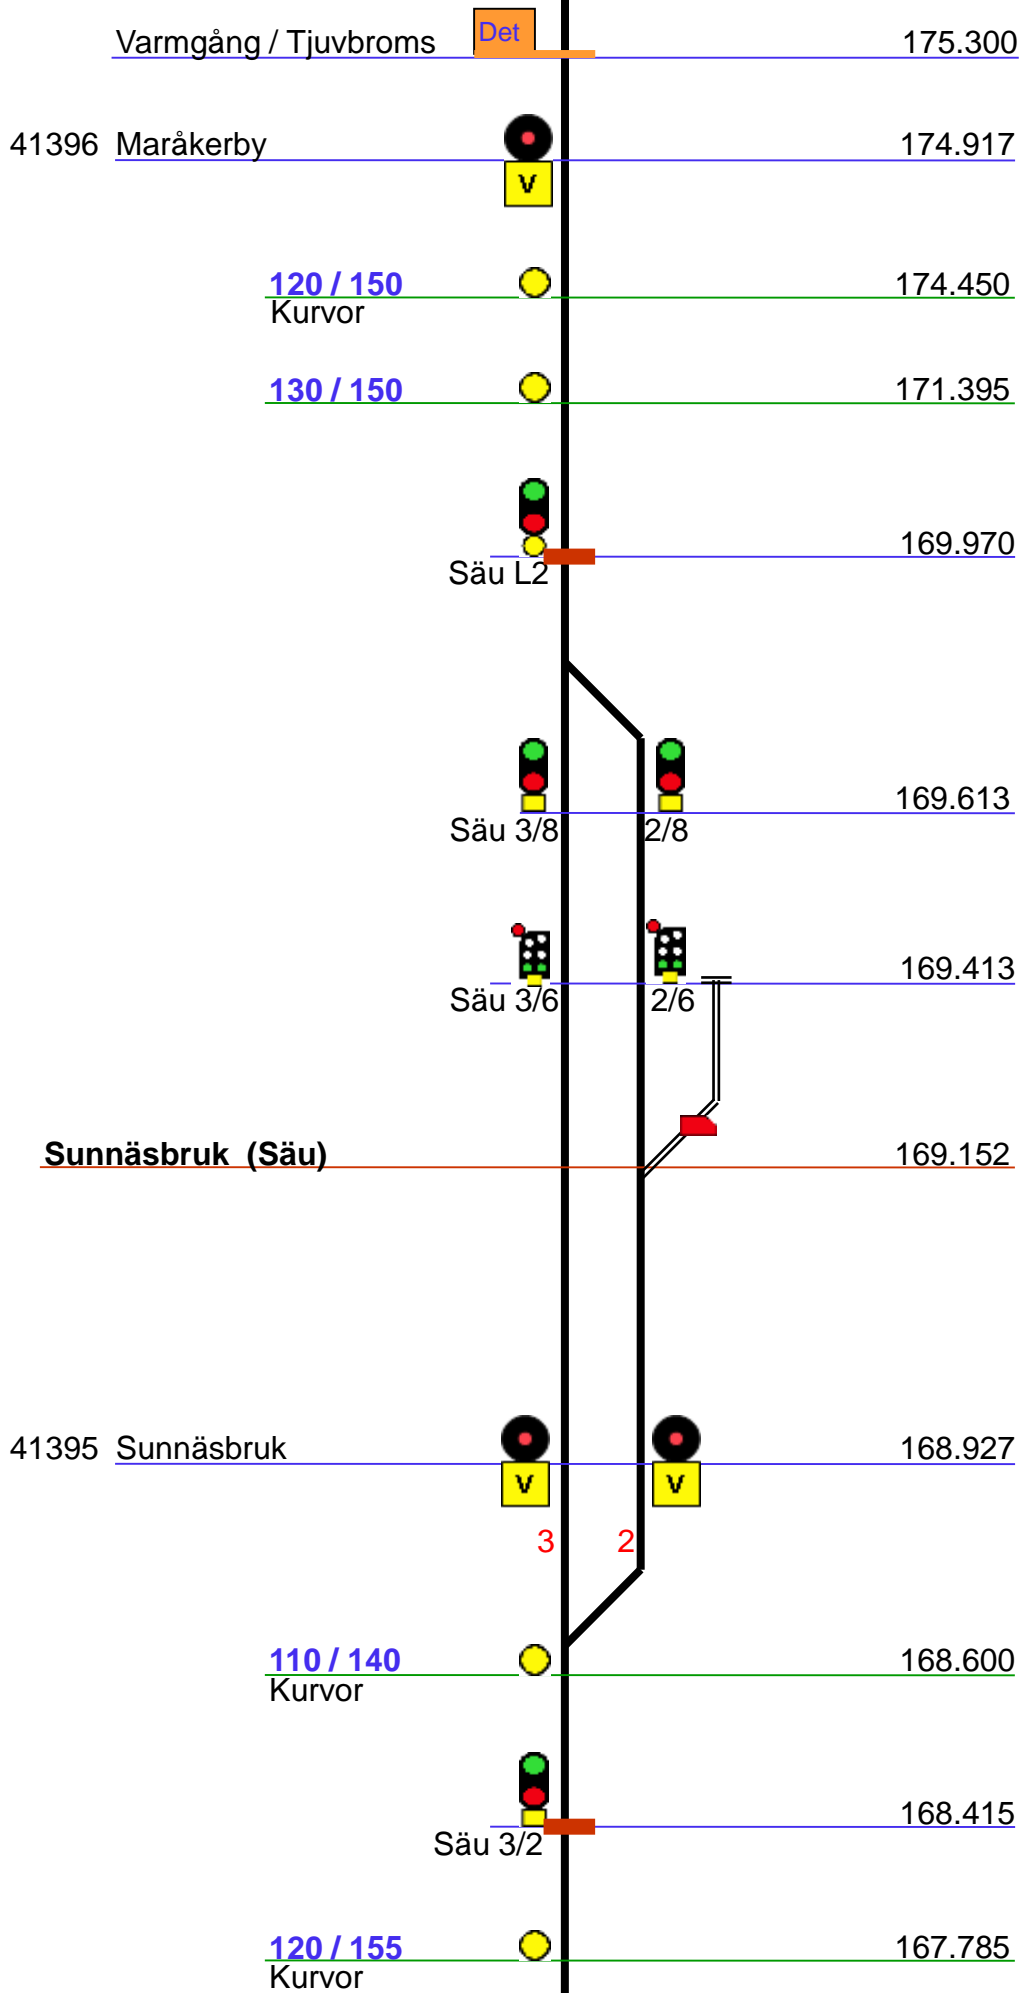 Det
Varmgång / Tjuvbroms 175.300
41396 Maråkerby 174.917
V
120 / 150 174.450
Kurvor
130 / 150 171.395
169.970
Säu L2
169.613
Säu 3/8 2/8
169.413
Säu 3/6 2/6
Sunnäsbruk (Säu) 169.152
41395 Sunnäsbruk 168.927
V V
3 2
110 / 140 168.600
Kurvor
168.415
Säu 3/2
120 / 155 167.785
Kurvor